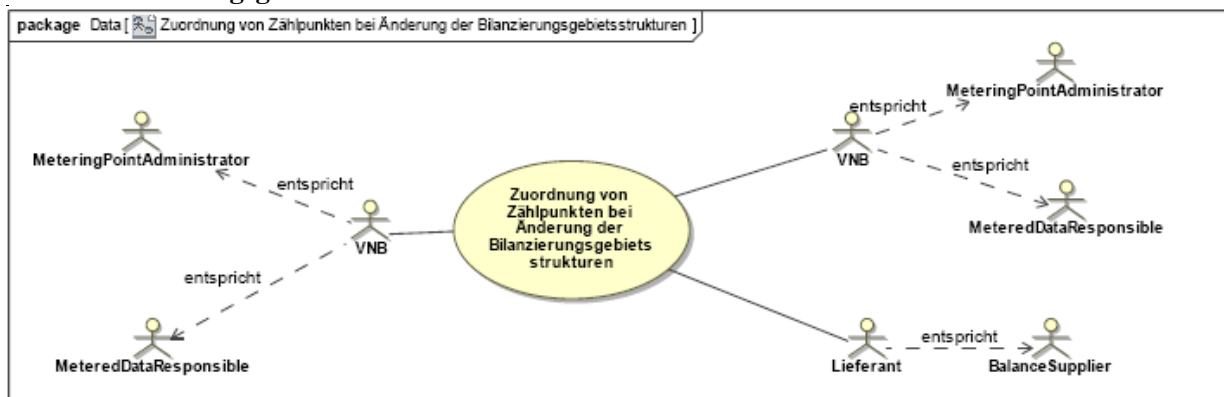 package Data [ Zuordnung von Zählpunkten bei Änderung der Bilanzierungsgebietsstrukturen ]
MeteringPointAdministrator
entspricht
VNB
entspricht
MeteredDataResponsible
Zuordnung von
Zählpunkten bei
Änderung der
Bilanzierungsgebiets
strukturen
MeteringPointAdministrator
entspricht
VNB
entspricht
MeteredDataResponsible
Lieferant
entspricht
BalanceSupplier